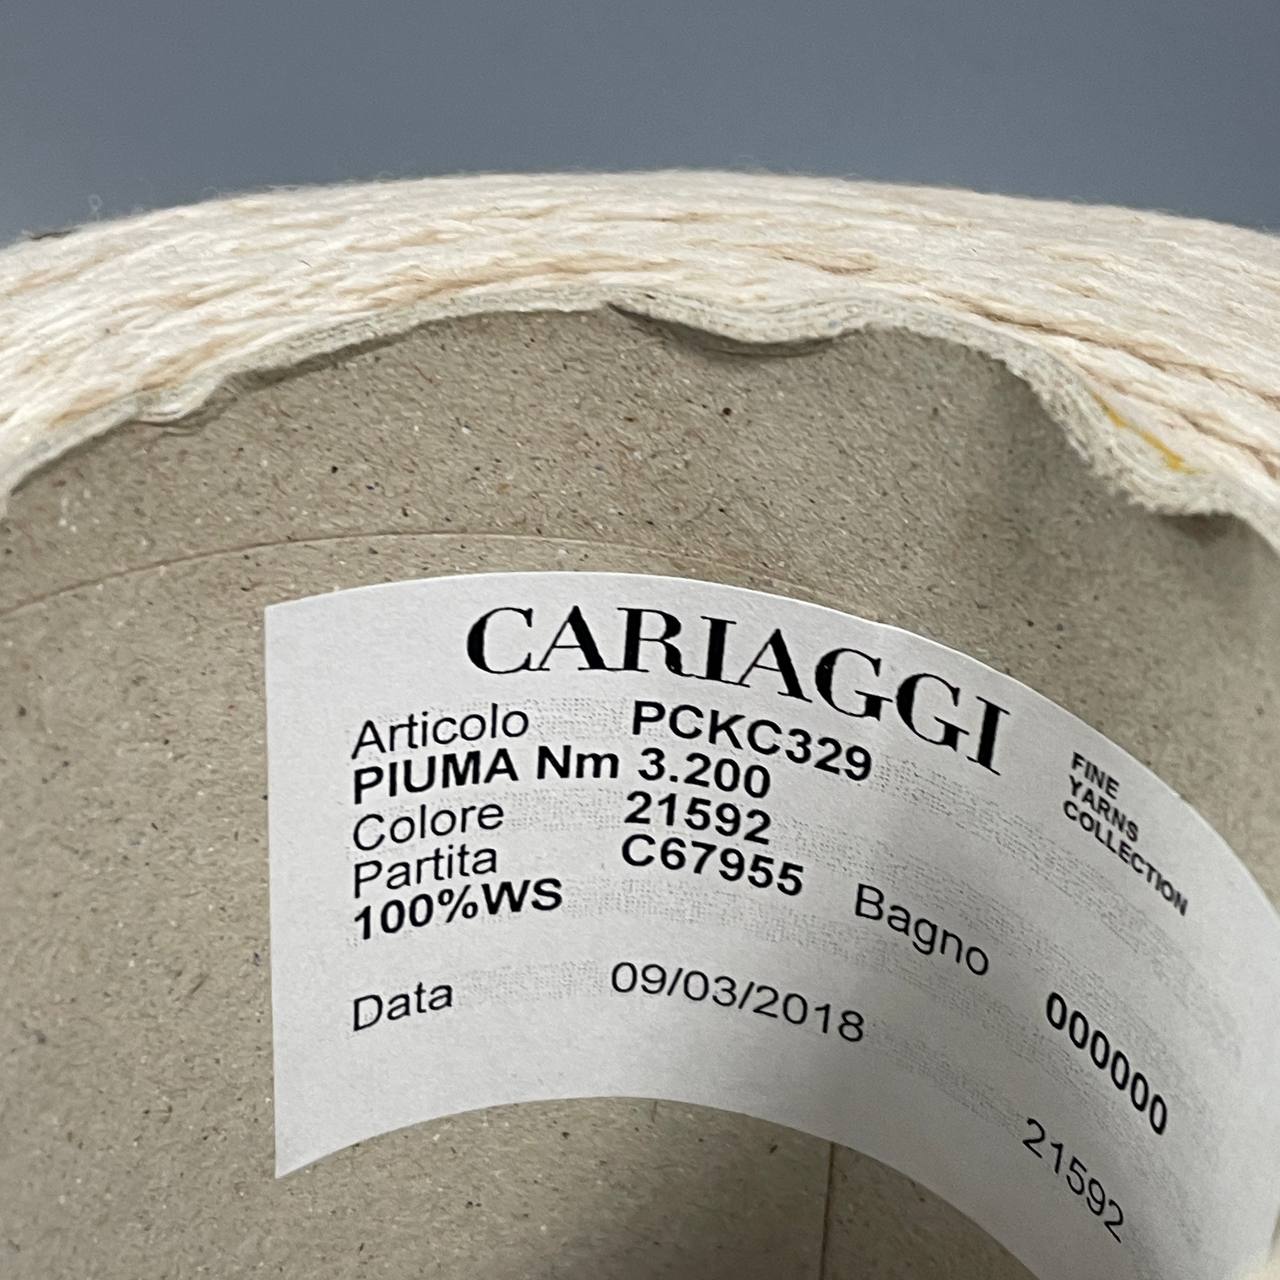 CARIAGGI
FINE
YARNS
COLLECTION
Articolo PCKC329
PIUMA Nm 3.200
Colore 21592
Partita C67955 Bagno 000000
100%WS
Data 09/03/2018 21592